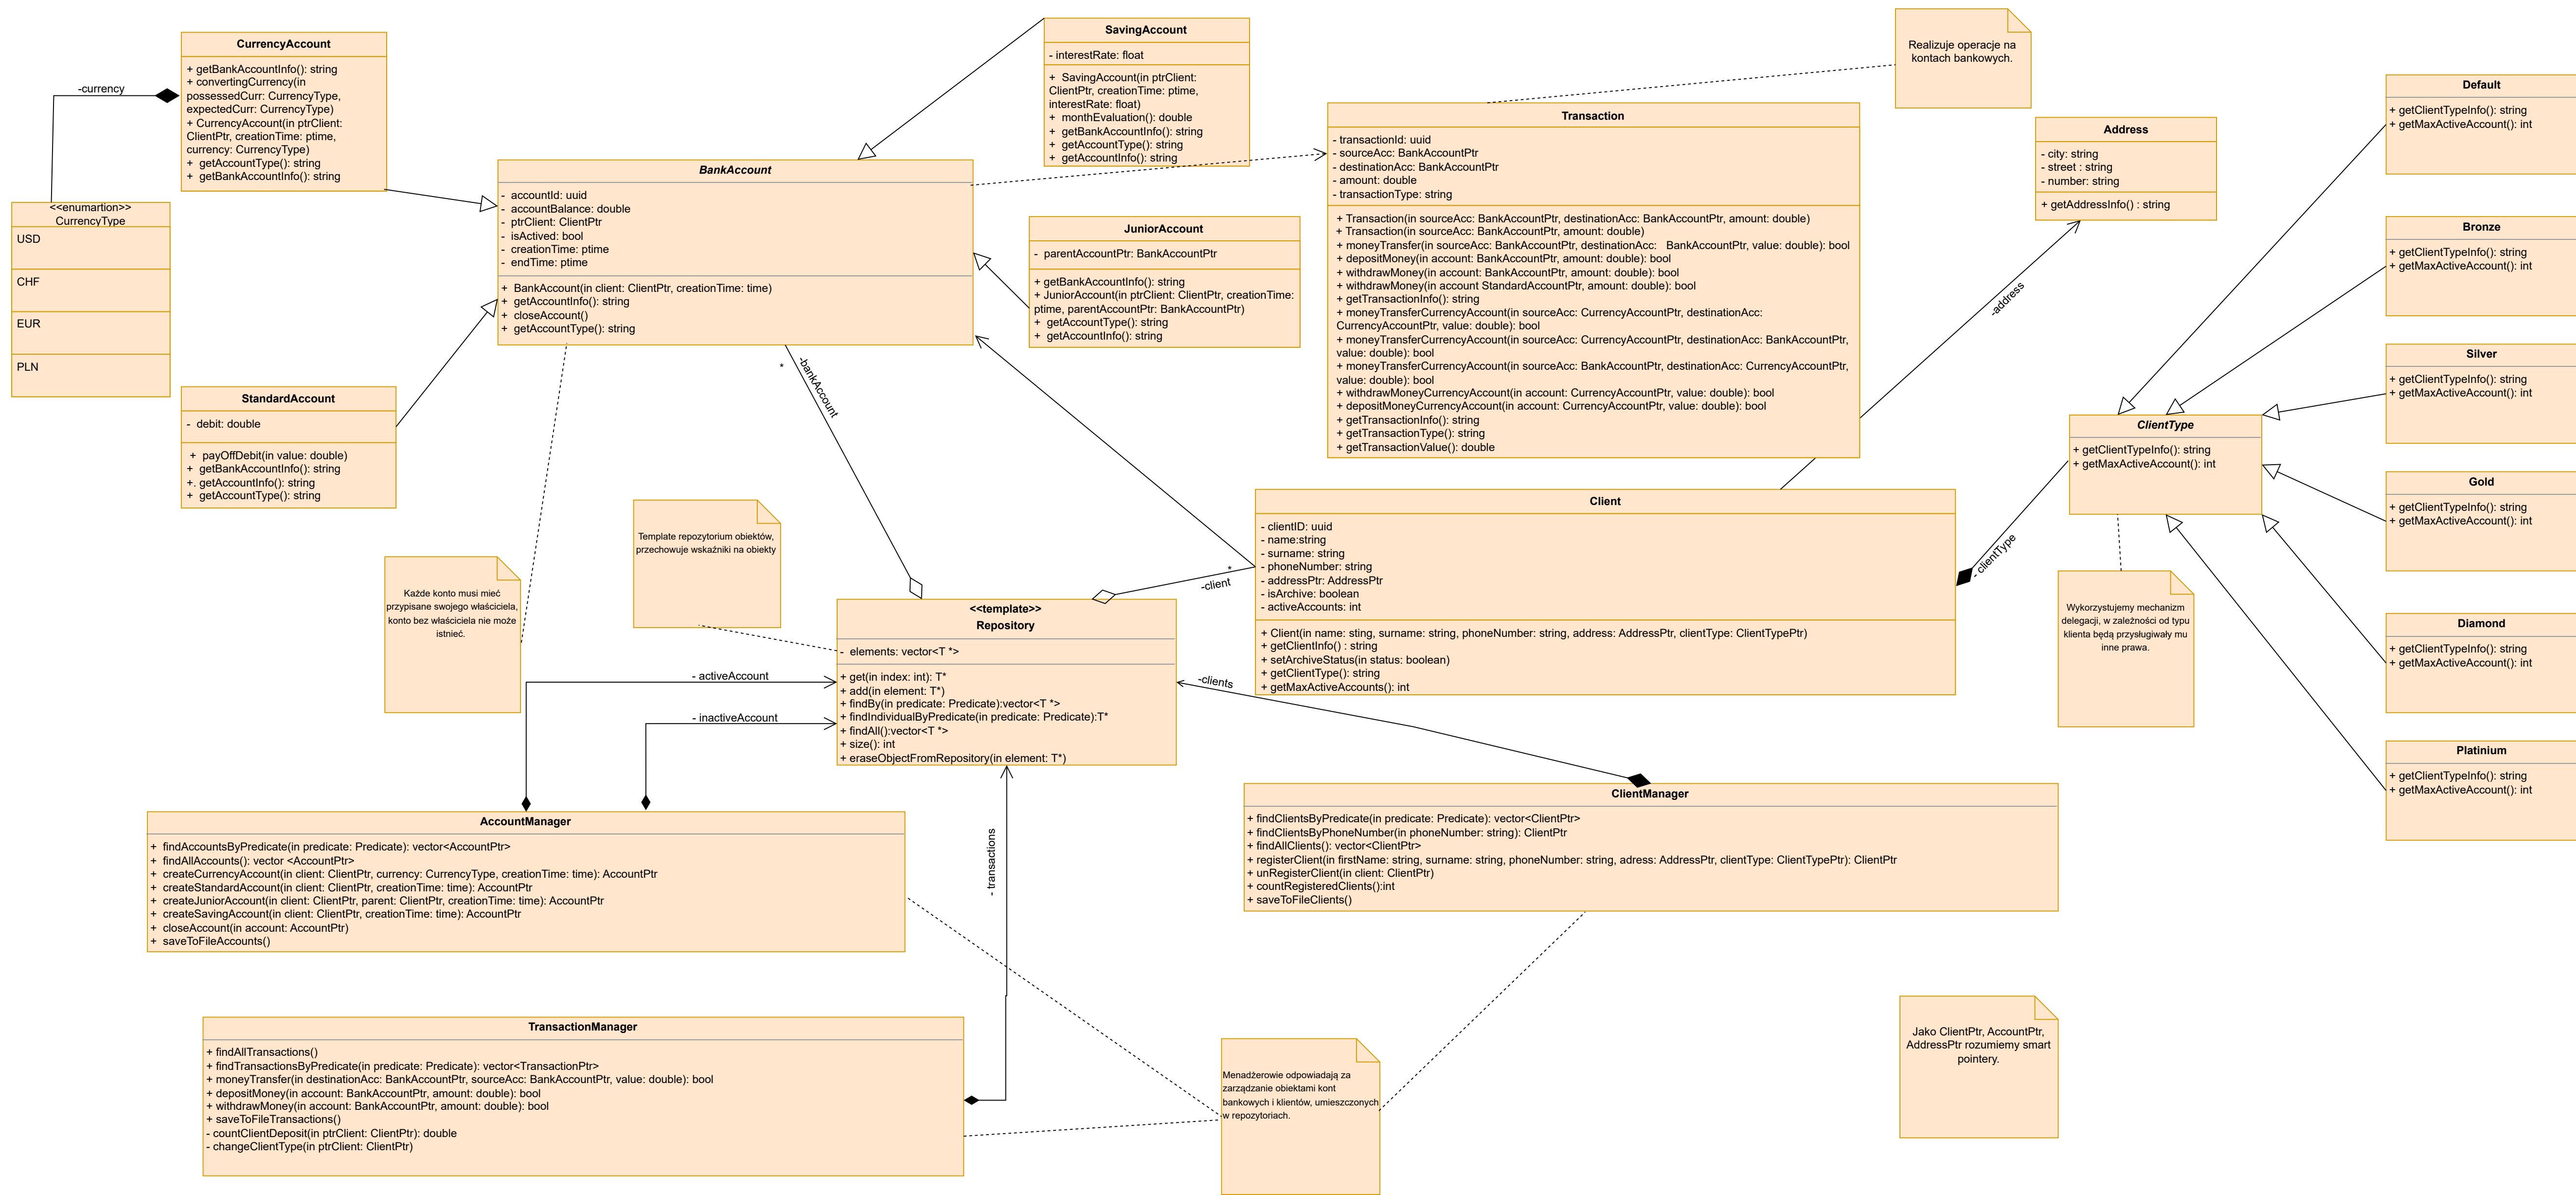 CurrencyAccount
+ getBankAccountInfo(): string
+ convertingCurrency(in
possessedCurr: CurrencyType,
expectedCurr: CurrencyType)
+ CurrencyAccount(in ptrClient:
ClientPtr, creationTime: ptime,
currency: CurrencyType)
+  getAccountType(): string
+  getBankAccountInfo(): string
-currency
<<enumartion>>
CurrencyType
USD
CHF
EUR
PLN
StandardAccount
-  debit: double
+  payOffDebit(in value: double)
+  getBankAccountInfo(): string
+. getAccountInfo(): string
+  getAccountType(): string
BankAccount
-  accountId: uuid
-  accountBalance: double
-  ptrClient: ClientPtr
-  isActived: bool
-  creationTime: ptime
-  endTime: ptime
+  BankAccount(in client: ClientPtr, creationTime: time)
+  getAccountInfo(): string
+  closeAccount()
+  getAccountType(): string
SavingAccount
- interestRate: float
+  SavingAccount(in ptrClient:
ClientPtr, creationTime: ptime,
interestRate: float)
+  monthEvaluation(): double
+  getBankAccountInfo(): string
+  getAccountType(): string
+  getAccountInfo(): string
JuniorAccount
-  parentAccountPtr: BankAccountPtr
+ getBankAccountInfo(): string
+ JuniorAccount(in ptrClient: ClientPtr, creationTime:
ptime, parentAccountPtr: BankAccountPtr)
+  getAccountType(): string
+  getAccountInfo(): string
Transaction
- transactionId: uuid
- sourceAcc: BankAccountPtr
- destinationAcc: BankAccountPtr
- amount: double
- transactionType: string
+ Transaction(in sourceAcc: BankAccountPtr, destinationAcc: BankAccountPtr, amount: double)
+ Transaction(in sourceAcc: BankAccountPtr, amount: double)
+ moneyTransfer(in sourceAcc: BankAccountPtr, destinationAcc:   BankAccountPtr, value: double): bool
+ depositMoney(in account: BankAccountPtr, amount: double): bool
+ withdrawMoney(in account: BankAccountPtr, amount: double): bool
+ withdrawMoney(in account StandardAccountPtr, amount: double): bool
+ getTransactionInfo(): string
+ moneyTransferCurrencyAccount(in sourceAcc: CurrencyAccountPtr, destinationAcc:
CurrencyAccountPtr, value: double): bool
+ moneyTransferCurrencyAccount(in sourceAcc: CurrencyAccountPtr, destinationAcc: BankAccountPtr,
value: double): bool
+ moneyTransferCurrencyAccount(in sourceAcc: BankAccountPtr, destinationAcc: CurrencyAccountPtr,
value: double): bool
+ withdrawMoneyCurrencyAccount(in account: CurrencyAccountPtr, value: double): bool
+ depositMoneyCurrencyAccount(in account: CurrencyAccountPtr, value: double): bool
+ getTransactionInfo(): string
+ getTransactionType(): string
+ getTransactionValue(): double
Realizuje operacje na
kontach bankowych.
Address
- city: string
- street : string
- number: string
+ getAddressInfo() : string
-address
Default
+ getClientTypeInfo(): string
+ getMaxActiveAccount(): int
Bronze
+ getClientTypeInfo(): string
+ getMaxActiveAccount(): int
Silver
+ getClientTypeInfo(): string
+ getMaxActiveAccount(): int
Gold
+ getClientTypeInfo(): string
+ getMaxActiveAccount(): int
Diamond
+ getClientTypeInfo(): string
+ getMaxActiveAccount(): int
Platinium
+ getClientTypeInfo(): string
+ getMaxActiveAccount(): int
ClientType
+ getClientTypeInfo(): string
+ getMaxActiveAccount(): int
- clientType
Wykorzystujemy mechanizm
delegacji, w zależności od typu
klienta będą przysługiwały mu
inne prawa.
Client
- clientID: uuid
- name:string
- surname: string
- phoneNumber: string
- addressPtr: AddressPtr
- isArchive: boolean
- activeAccounts: int
+ Client(in name: sting, surname: string, phoneNumber: string, address: AddressPtr, clientType: ClientTypePtr)
+ getClientInfo() : string
+ setArchiveStatus(in status: boolean)
+ getClientType(): string
+ getMaxActiveAccounts(): int
*
-bankAccount
*
-client
Template repozytorium obiektów,
przechowuje wskaźniki na obiekty
Każde konto musi mieć
przypisane swojego właściciela,
konto bez właściciela nie może
istnieć.
<<template>>
Repository
-  elements: vector<T *>
+ get(in index: int): T*
+ add(in element: T*)
+ findBy(in predicate: Predicate):vector<T *>
+ findIndividualByPredicate(in predicate: Predicate):T*
+ findAll():vector<T *>
+ size(): int
+ eraseObjectFromRepository(in element: T*)
- activeAccount
- inactiveAccount
-clients
- transactions
AccountManager
+  findAccountsByPredicate(in predicate: Predicate): vector<AccountPtr>
+  findAllAccounts(): vector <AccountPtr>
+  createCurrencyAccount(in client: ClientPtr, currency: CurrencyType, creationTime: time): AccountPtr
+  createStandardAccount(in client: ClientPtr, creationTime: time): AccountPtr
+  createJuniorAccount(in client: ClientPtr, parent: ClientPtr, creationTime: time): AccountPtr
+  createSavingAccount(in client: ClientPtr, creationTime: time): AccountPtr
+  closeAccount(in account: AccountPtr)
+  saveToFileAccounts()
ClientManager
+ findClientsByPredicate(in predicate: Predicate): vector<ClientPtr>
+ findClientsByPhoneNumber(in phoneNumber: string): ClientPtr
+ findAllClients(): vector<ClientPtr>
+ registerClient(in firstName: string, surname: string, phoneNumber: string, adress: AddressPtr, clientType: ClientTypePtr): ClientPtr
+ unRegisterClient(in client: ClientPtr)
+ countRegisteredClients():int
+ saveToFileClients()
TransactionManager
+ findAllTransactions()
+ findTransactionsByPredicate(in predicate: Predicate): vector<TransactionPtr>
+ moneyTransfer(in destinationAcc: BankAccountPtr, sourceAcc: BankAccountPtr, value: double): bool
+ depositMoney(in account: BankAccountPtr, amount: double): bool
+ withdrawMoney(in account: BankAccountPtr, amount: double): bool
+ saveToFileTransactions()
- countClientDeposit(in ptrClient: ClientPtr): double
- changeClientType(in ptrClient: ClientPtr)
Menadżerowie odpowiadają za
zarządzanie obiektami kont
bankowych i klientów, umieszczonych
w repozytoriach.
Jako ClientPtr, AccountPtr,
AddressPtr rozumiemy smart
pointery.